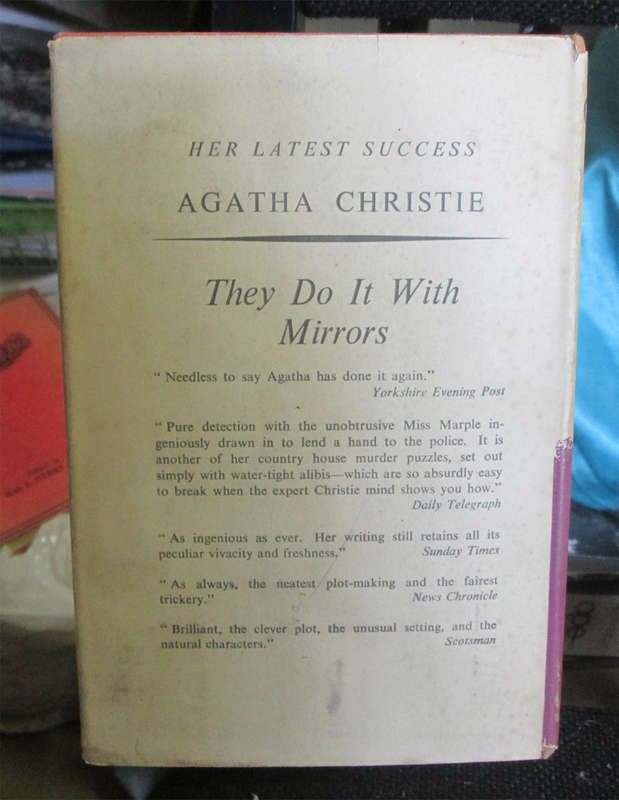 HER LATEST SUCCESS
AGATHA CHRISTIE
They Do It With
Mirrors
“ Needless to say Agatha has done it again.”
Yorkshire Evening Post
“ Pure detection with the unobtrusive Miss Marple in-
geniously drawn in to lend a hand to the police. It is
another of her country house murder puzzles, set out
simply with water-tight alibis—which are so absurdly easy
to break when the expert Christie mind shows you how.”
Daily Telegraph
“ As ingenious as ever. Her writing still retains all its
peculiar vivacity and freshness.” Sunday Times
“ As always, the neatest plot-making and the fairest
trickery.” News Chronicle
“ Brilliant, the clever plot, the unusual setting, and the
natural characters.” Scotsman